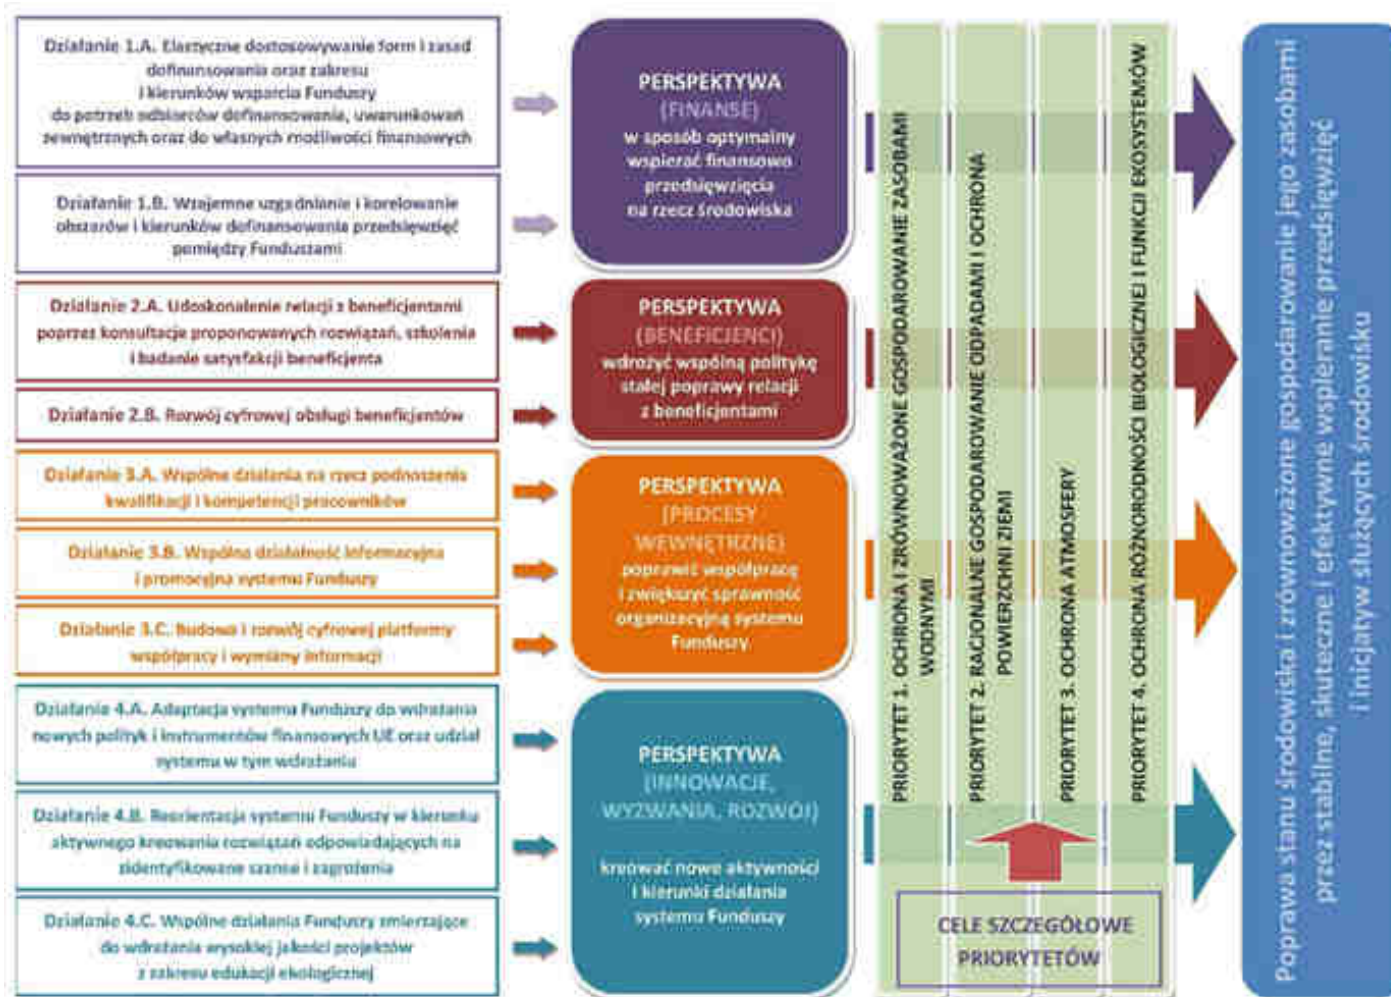 Działanie 1.A. Elastyczne dostosowywanie form i zasad
dofinansowania oraz zakresu
i kierunków wsparcia Funduszy
do potrzeb odbiorców dofinansowania, uwarunkowań
zewnętrznych oraz do własnych możliwości finansowych
Działanie 1.B. Wzajemne uzgadnianie i korelowanie
obszarów i kierunków dofinansowania przedsięwzięć
pomiędzy Funduszami
Działanie 2.A. Udoskonalenie relacji z beneficjentami
poprzez konsultacje proponowanych rozwiązań, szkolenia
i badanie satysfakcji beneficjenta
Działanie 2.B. Rozwój cyfrowej obsługi beneficjentów
Działanie 3.A. Wspólne działania na rzecz podnoszenia
kwalifikacji i kompetencji pracowników
Działanie 3.B. Wspólna działalność informacyjna
i promocyjna systemu Funduszy
Działanie 3.C. Budowa i rozwój cyfrowej platformy
współpracy i wymiany informacji
Działanie 4.A. Adaptacja systemu Funduszy do wdrażania
nowych polityk i instrumentów finansowych UE oraz udział
systemu w tym wdrażaniu
Działanie 4.B. Reorientacja systemu Funduszy w kierunku
aktywnego kreowania rozwiązań odpowiadających na
zidentyfikowane szanse i zagrożenia
Działanie 4.C. Wspólne działania Funduszy zmierzające
do wdrażania wysokiej jakości projektów
z zakresu edukacji ekologicznej
PERSPEKTYWA
(FINANSE)
w sposób optymalny
wspierać finansowo
przedsięwzięcia
na rzecz środowiska
PERSPEKTYWA
(BENEFICJENCI)
wdrożyć wspólną politykę
stałej poprawy relacji
z beneficjentami
PERSPEKTYWA
(PROCESY
WEWNĘTRZNE)
poprawić współpracę
i zwiększyć sprawność
organizacyjną systemu
Funduszy.
PERSPEKTYWA
(INNOWACJE,
WYZWANIA, ROZWÓJ)
kreować nowe aktywności
i kierunki działania
systemu Funduszy
PRIORYTET 1. OCHRONA I ZRÓWNOWAŻONE GOSPODAROWANIE ZASOBAMI
WODNYMI
PRIORYTET 2. RACJONALNE GOSPODAROWANIE ODPADAMI I OCHRONA
POWIERZCHNI ZIEMI
PRIORYTET 3. OCHRONA ATMOSFERY
PRIORYTET 4. OCHRONA RÓŻNORODNOŚCI BIOLOGICZNEJ I FUNKCJI EKOSYSTEMÓW
CELE SZCZEGÓŁOWE
PRIORYTETÓW
Poprawa stanu środowiska i zrównoważone gospodarowanie jego zasobami
przez stabilne, skuteczne i efektywne wspieranie przedsięwzięć
i inicjatyw służących środowisku